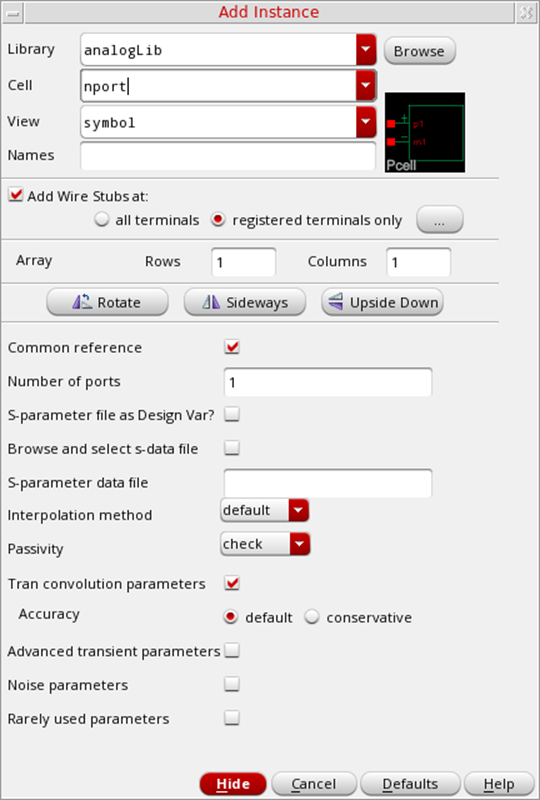 Add Instance
Library analogLib Browse
Cell nport
View symbol
Names
+ p1
− m1
Pcell
Add Wire Stubs at:
all terminals registered terminals only ...
Array Rows 1 Columns 1
Rotate Sideways Upside Down
Common reference
Number of ports 1
S-parameter file as Design Var?
Browse and select s-data file
S-parameter data file
Interpolation method default
Passivity check
Tran convolution parameters
Accuracy default conservative
Advanced transient parameters
Noise parameters
Rarely used parameters
Hide Cancel Defaults Help